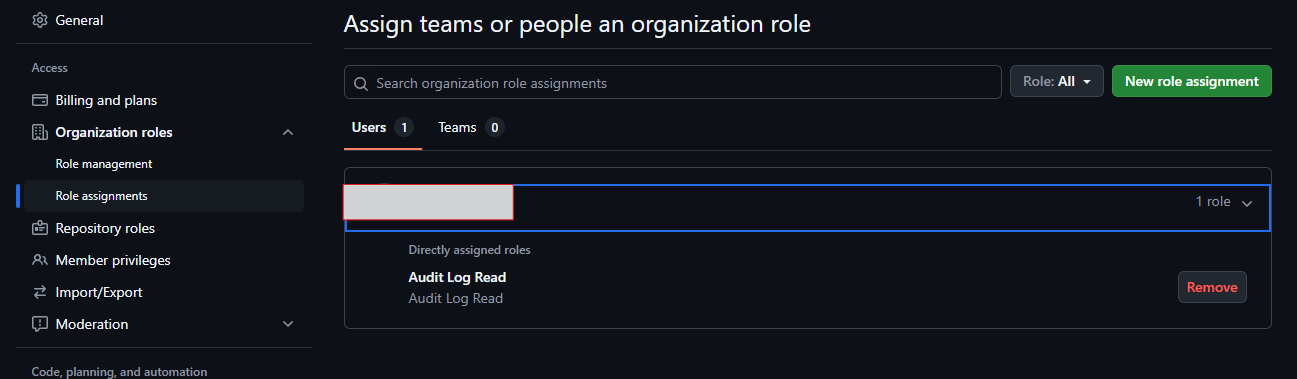 General
Access
Billing and plans
Organization roles
Role management
Role assignments
Repository roles
Member privileges
Import/Export
Moderation
Code, planning, and automation
Assign teams or people an organization role
Search organization role assignments
Role: All
New role assignment
Users 1
Teams 0
1 role
Directly assigned roles
Audit Log Read
Audit Log Read
Remove